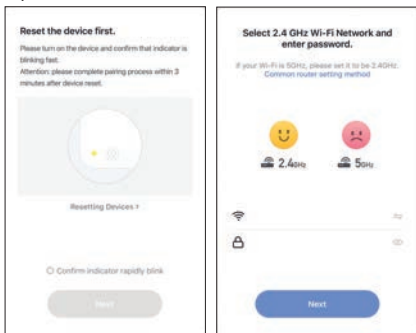 Reset the device first.
Please turn on the device and confirm that indicator is
blinking fast.
Attention: please complete pairing process within 3
minutes after device reset.
Resetting Devices >
Confirm indicator rapidly blink
Next
Select 2.4 GHz Wi-Fi Network and
enter password.
If your Wi-Fi is 5GHz, please set it to be 2.4GHz.
Common router setting method
2.4GHz
5GHz
Next